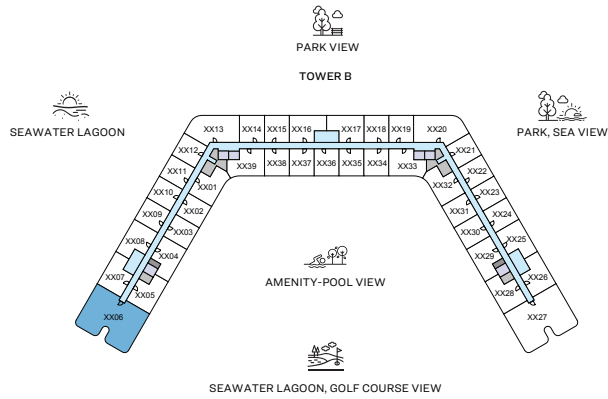 PARK VIEW
TOWER B
SEAWATER LAGOON
PARK, SEA VIEW
XX13
XX14
XX15
XX16
XX17
XX18
XX19
XX20
XX12
XX39
XX38
XX37
XX36
XX35
XX34
XX33
XX21
XX11
XX01
XX32
XX22
XX10
XX02
XX31
XX23
XX09
XX03
XX30
XX24
XX08
XX04
XX29
XX25
XX07
XX05
XX28
XX26
XX06
XX27
AMENITY-POOL VIEW
SEAWATER LAGOON, GOLF COURSE VIEW